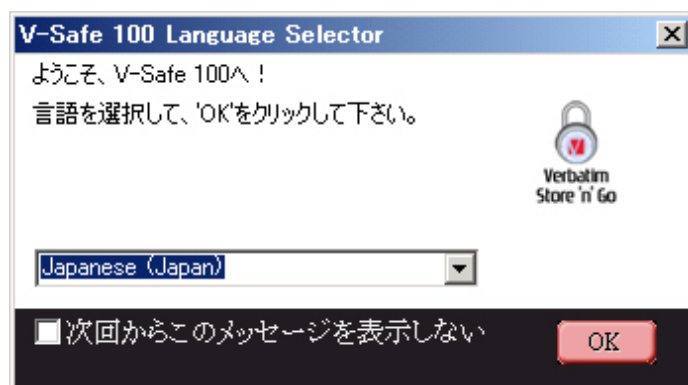 V-Safe 100 Language Selector
ようこそ、V-Safe 100へ！
言語を選択して、'OK'をクリックして下さい。
Verbatim
Store 'n' Go
Japanese (Japan)
次回からこのメッセージを表示しない
OK